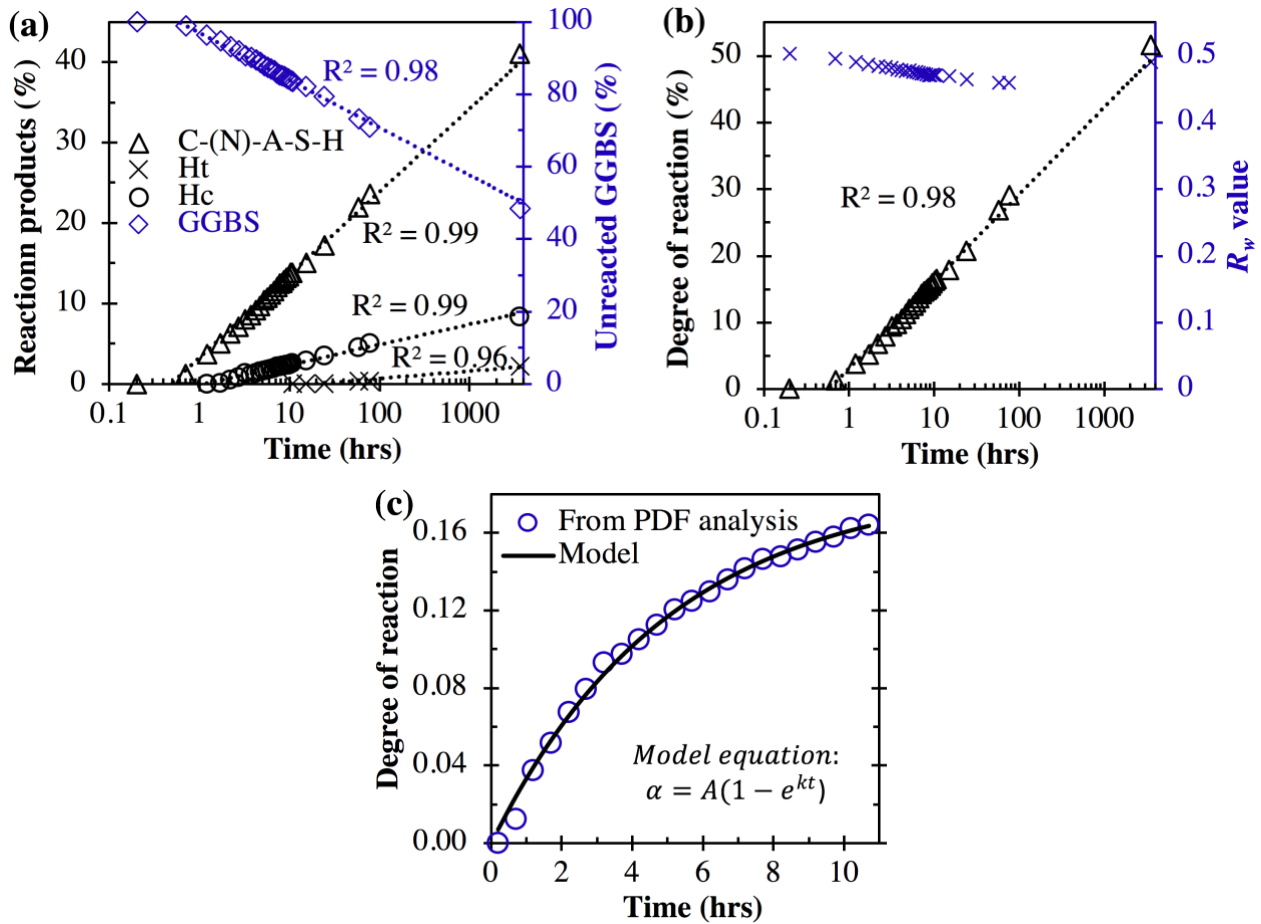 (a)
Reactionn products (%)
40
30
20
10
0
0.1 1 10 100 1000
Time (hrs)
100
80
60
40
20
0
Unreacted GGBS (%)
R² = 0.98
C-(N)-A-S-H
Ht
Hc
GGBS
R² = 0.99
R² = 0.99
R² = 0.96
(b)
Degree of reaction (%)
50
40
30
20
10
0
0.1 1 10 100 1000
Time (hrs)
0.5
0.4
0.3
0.2
0.1
0
Rw value
R² = 0.98
(c)
Degree of reaction
0.16
0.12
0.08
0.04
0.00
0 2 4 6 8 10
Time (hrs)
From PDF analysis
Model
Model equation:
α = A(1 − e^kt)